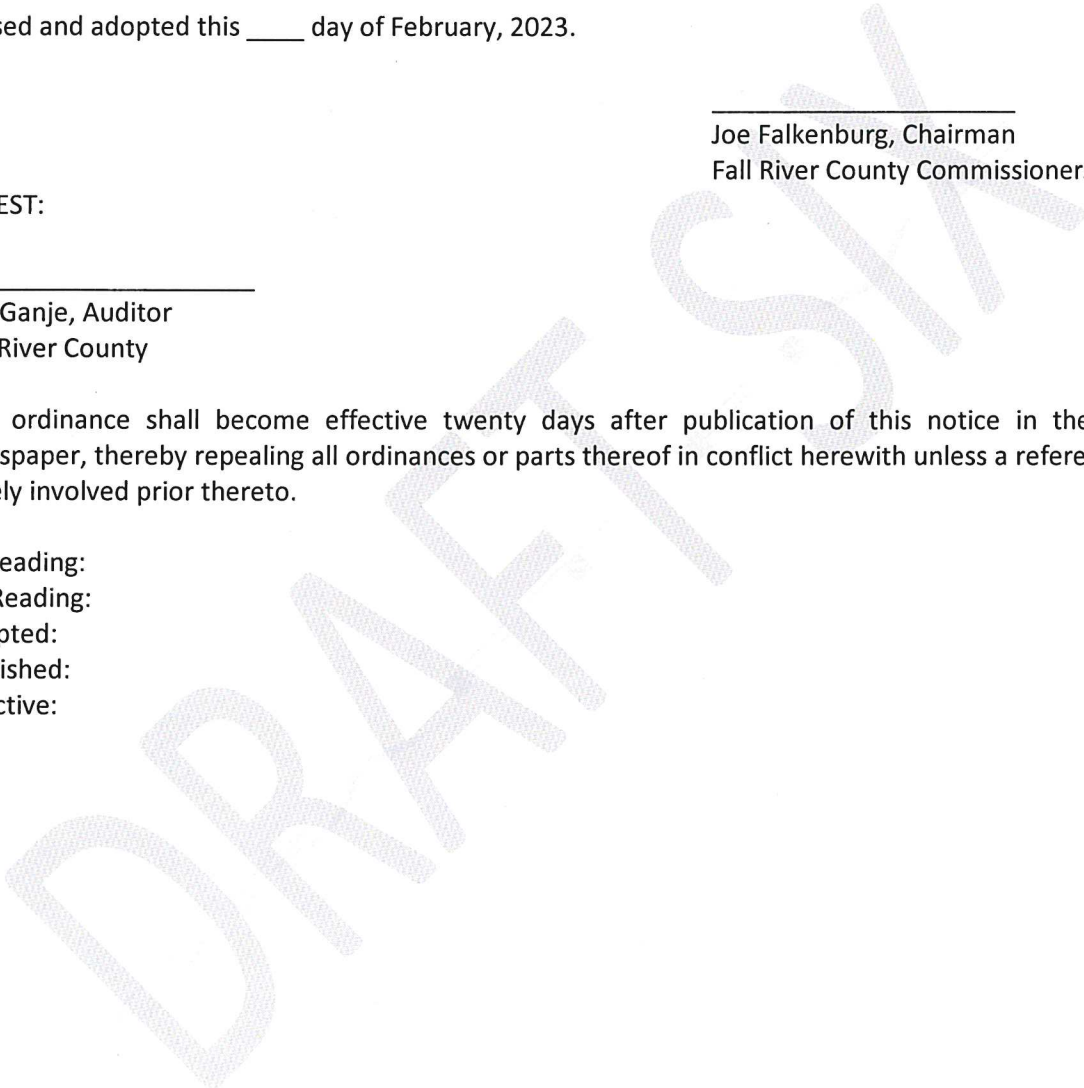 sed and adopted this ____ day of February, 2023.
Joe Falkenburg, Chairman
Fall River County Commissioner
EST:
Ganje, Auditor
River County
ordinance shall become effective twenty days after publication of this notice in the
spaper, thereby repealing all ordinances or parts thereof in conflict herewith unless a refere
ely involved prior thereto.
eading:
Reading:
pted:
ished:
ctive:
DRAFT SIX